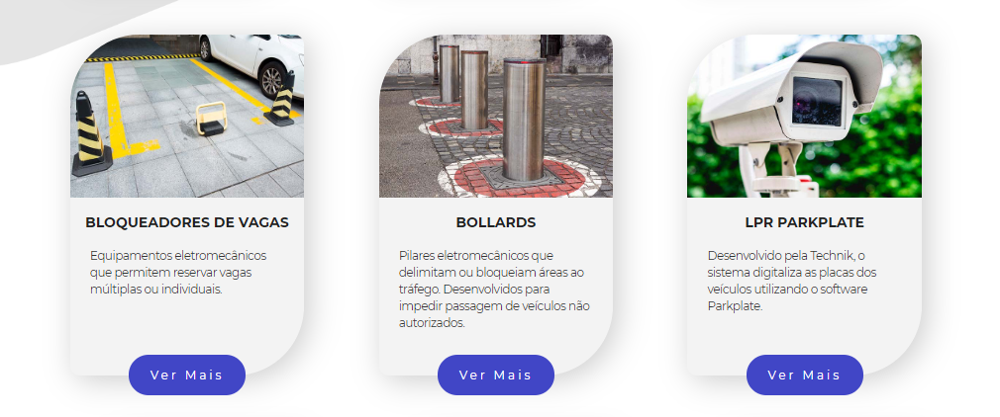 BLOQUEADORES DE VAGAS
Equipamentos eletromecânicos
que permitem reservar vagas
múltiplas ou individuais.
Ver Mais
BOLLARDS
Pilares eletromecânicos que
delimitam ou bloqueiam áreas ao
tráfego. Desenvolvidos para
impedir passagem de veículos não
autorizados.
Ver Mais
LPR PARKPLATE
Desenvolvido pela Technik, o
sistema digitaliza as placas dos
veículos utilizando o software
Parkplate.
Ver Mais